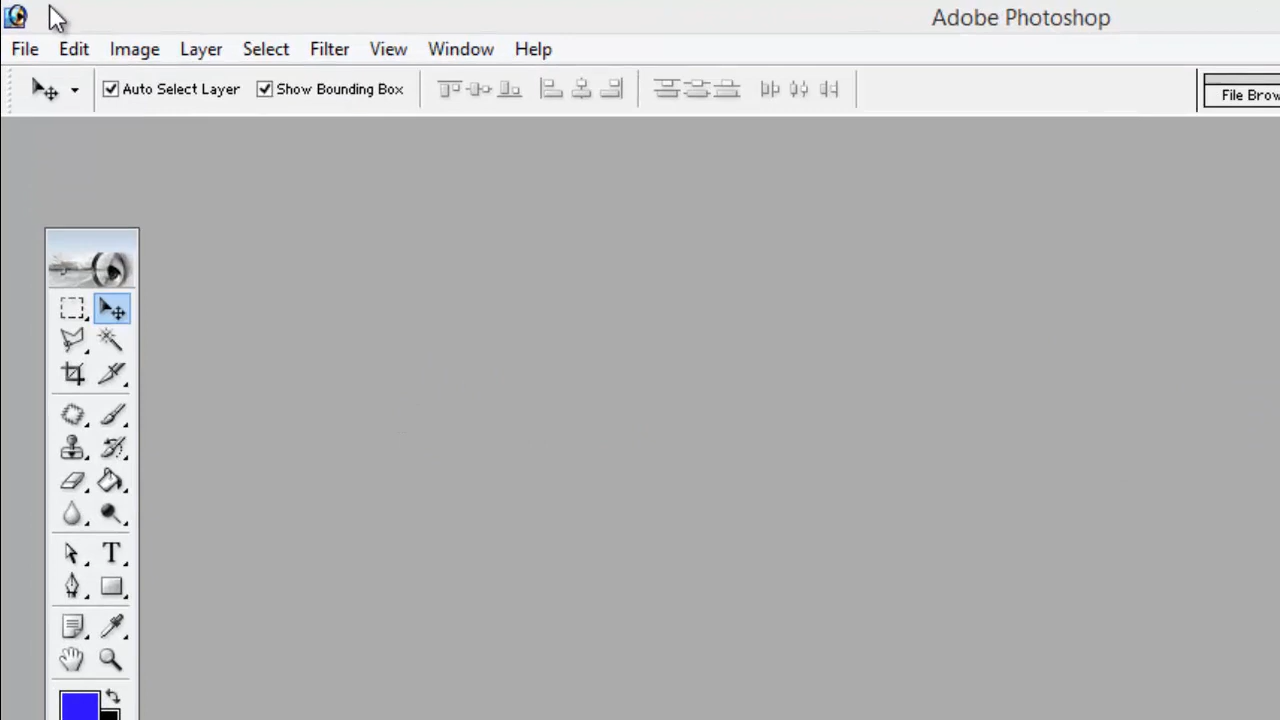 Adobe Photoshop
File Edit Image Layer Select Filter View Window Help
Auto Select Layer Show Bounding Box File Brow
T